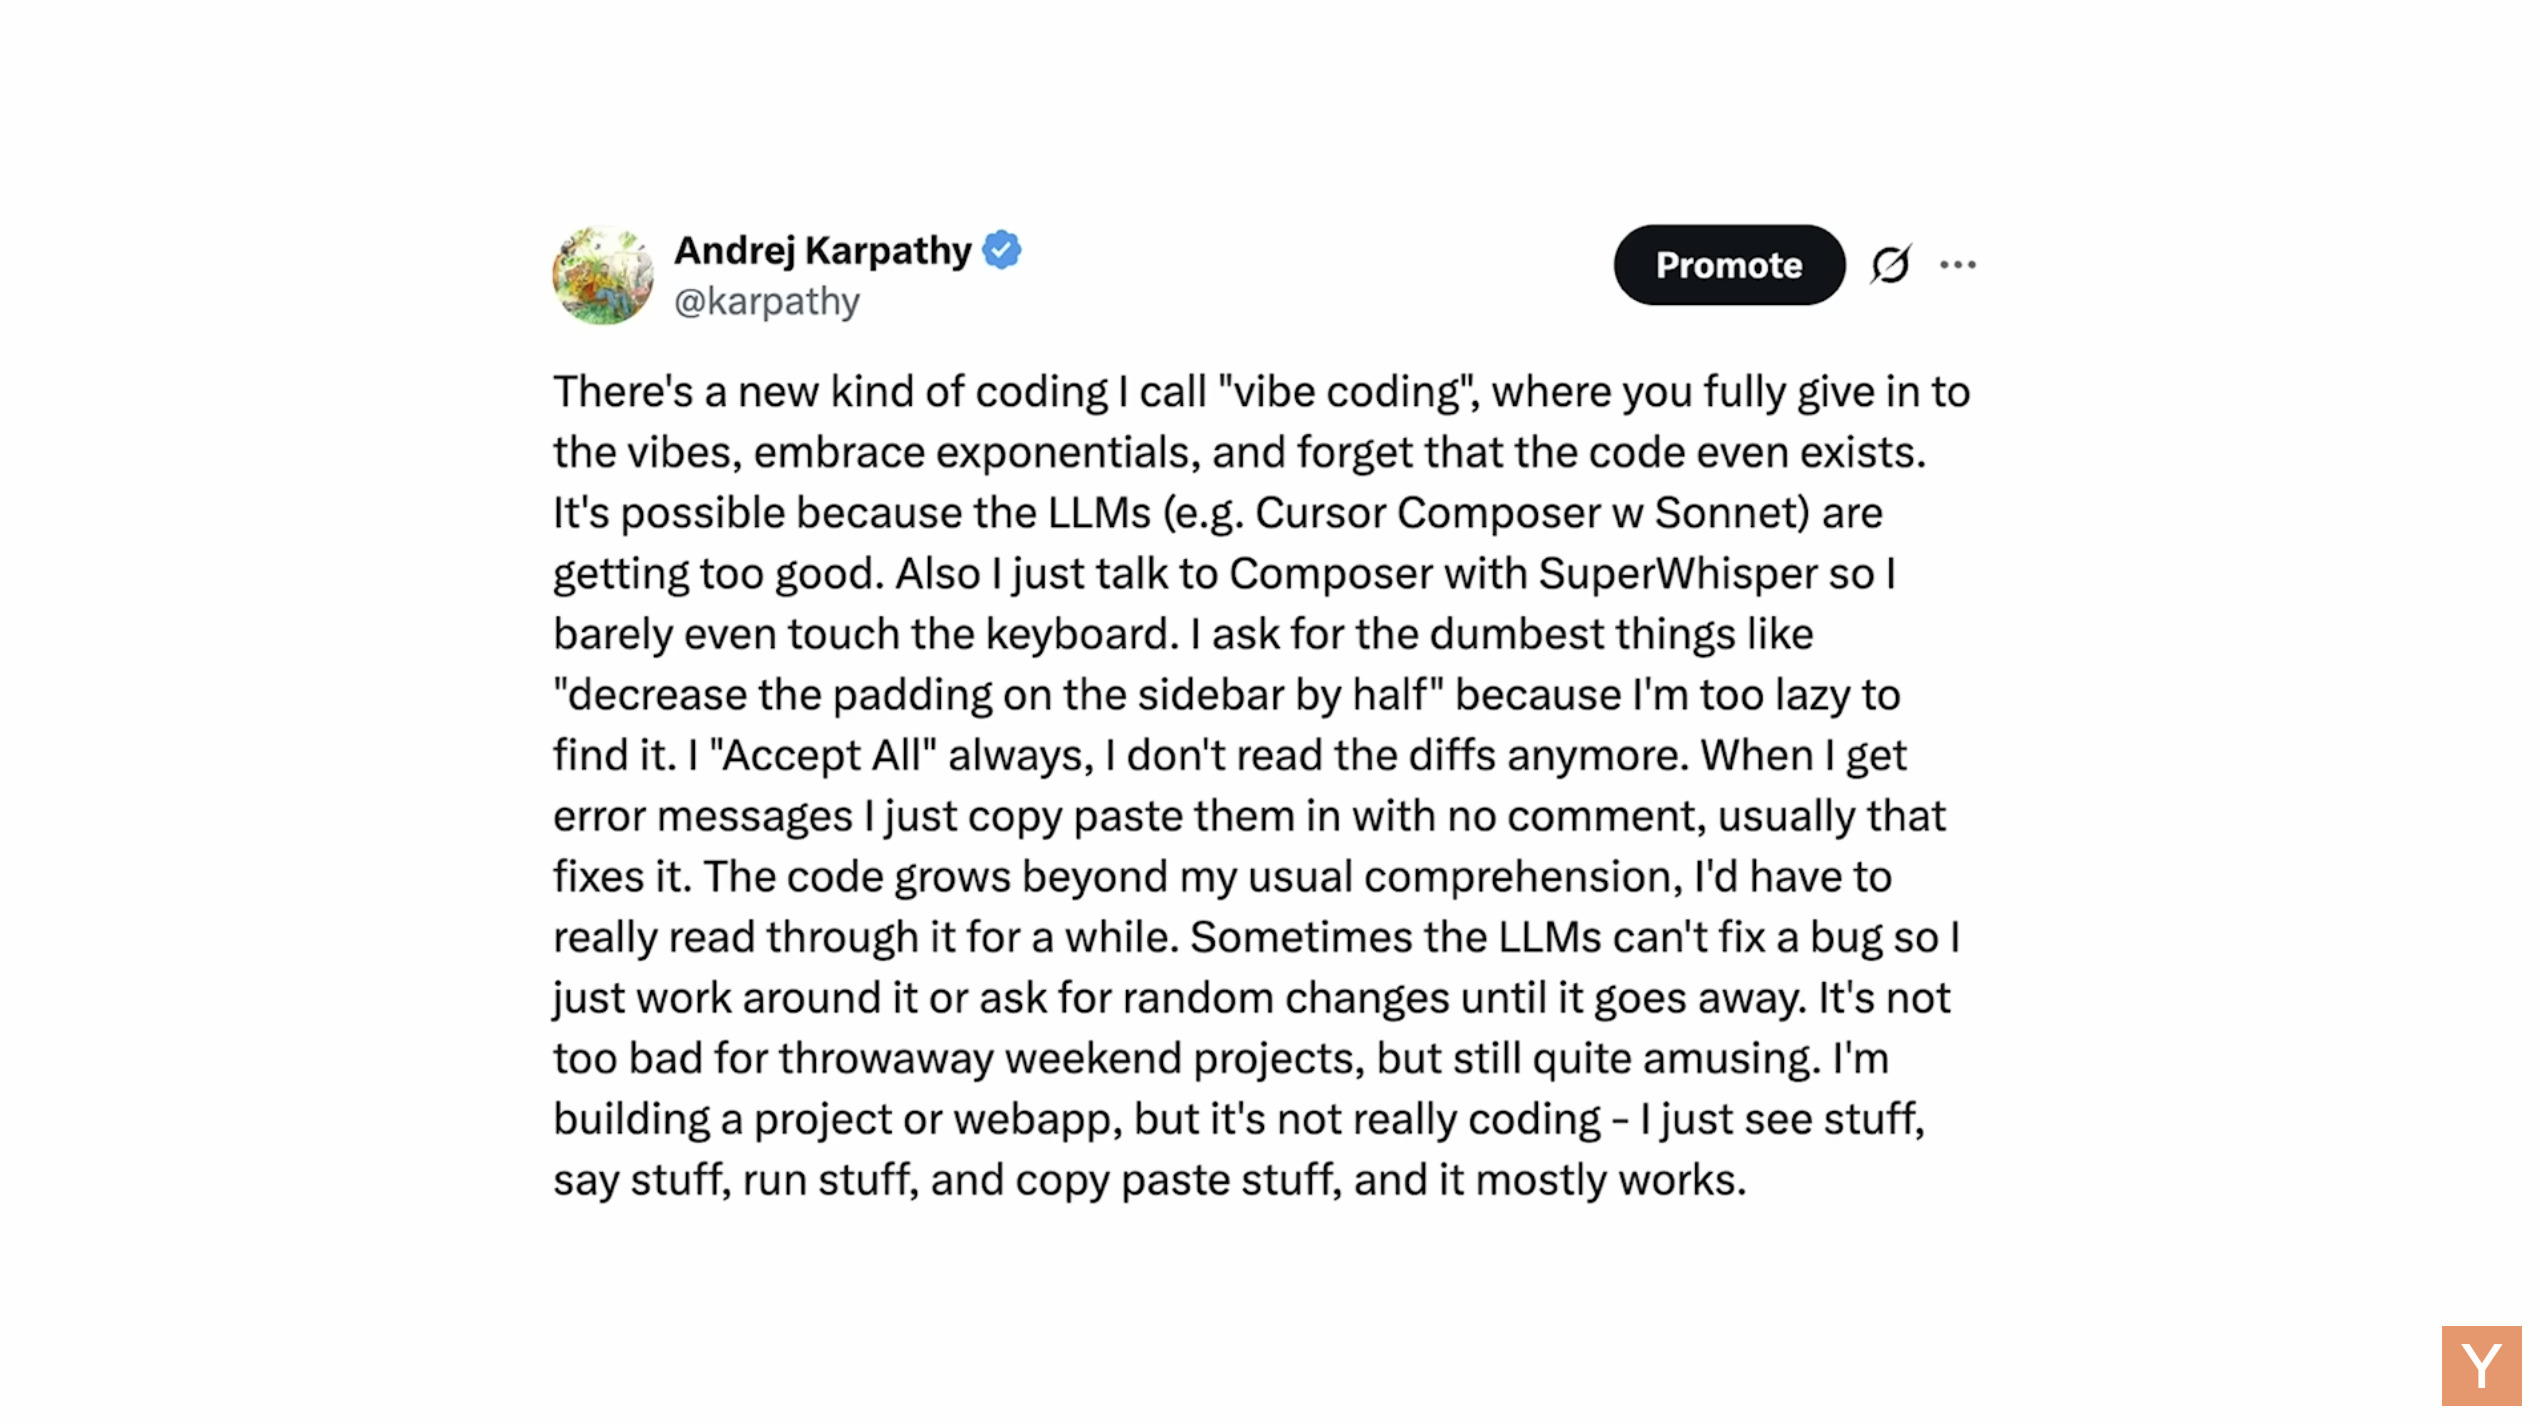 Andrej Karpathy
@karpathy
Promote
There's a new kind of coding I call "vibe coding", where you fully give in to
the vibes, embrace exponentials, and forget that the code even exists.
It's possible because the LLMs (e.g. Cursor Composer w Sonnet) are
getting too good. Also I just talk to Composer with SuperWhisper so I
barely even touch the keyboard. I ask for the dumbest things like
"decrease the padding on the sidebar by half" because I'm too lazy to
find it. I "Accept All" always, I don't read the diffs anymore. When I get
error messages I just copy paste them in with no comment, usually that
fixes it. The code grows beyond my usual comprehension, I'd have to
really read through it for a while. Sometimes the LLMs can't fix a bug so I
just work around it or ask for random changes until it goes away. It's not
too bad for throwaway weekend projects, but still quite amusing. I'm
building a project or webapp, but it's not really coding - I just see stuff,
say stuff, run stuff, and copy paste stuff, and it mostly works.
Y